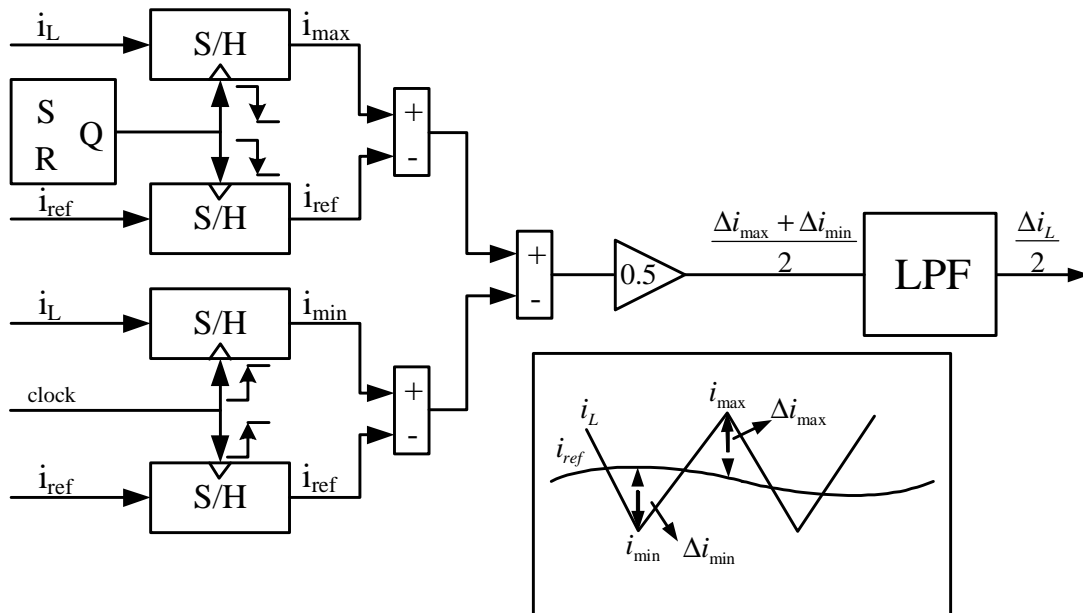 i_L
S/H
i_max
S
R
Q
+
-
i_ref
S/H
i_ref
+
-
0.5
(Δi_max + Δi_min)/2
LPF
Δi_L/2
i_L
S/H
i_min
clock
+
-
i_ref
S/H
i_ref
i_L
i_ref
i_max
Δi_max
i_min
Δi_min